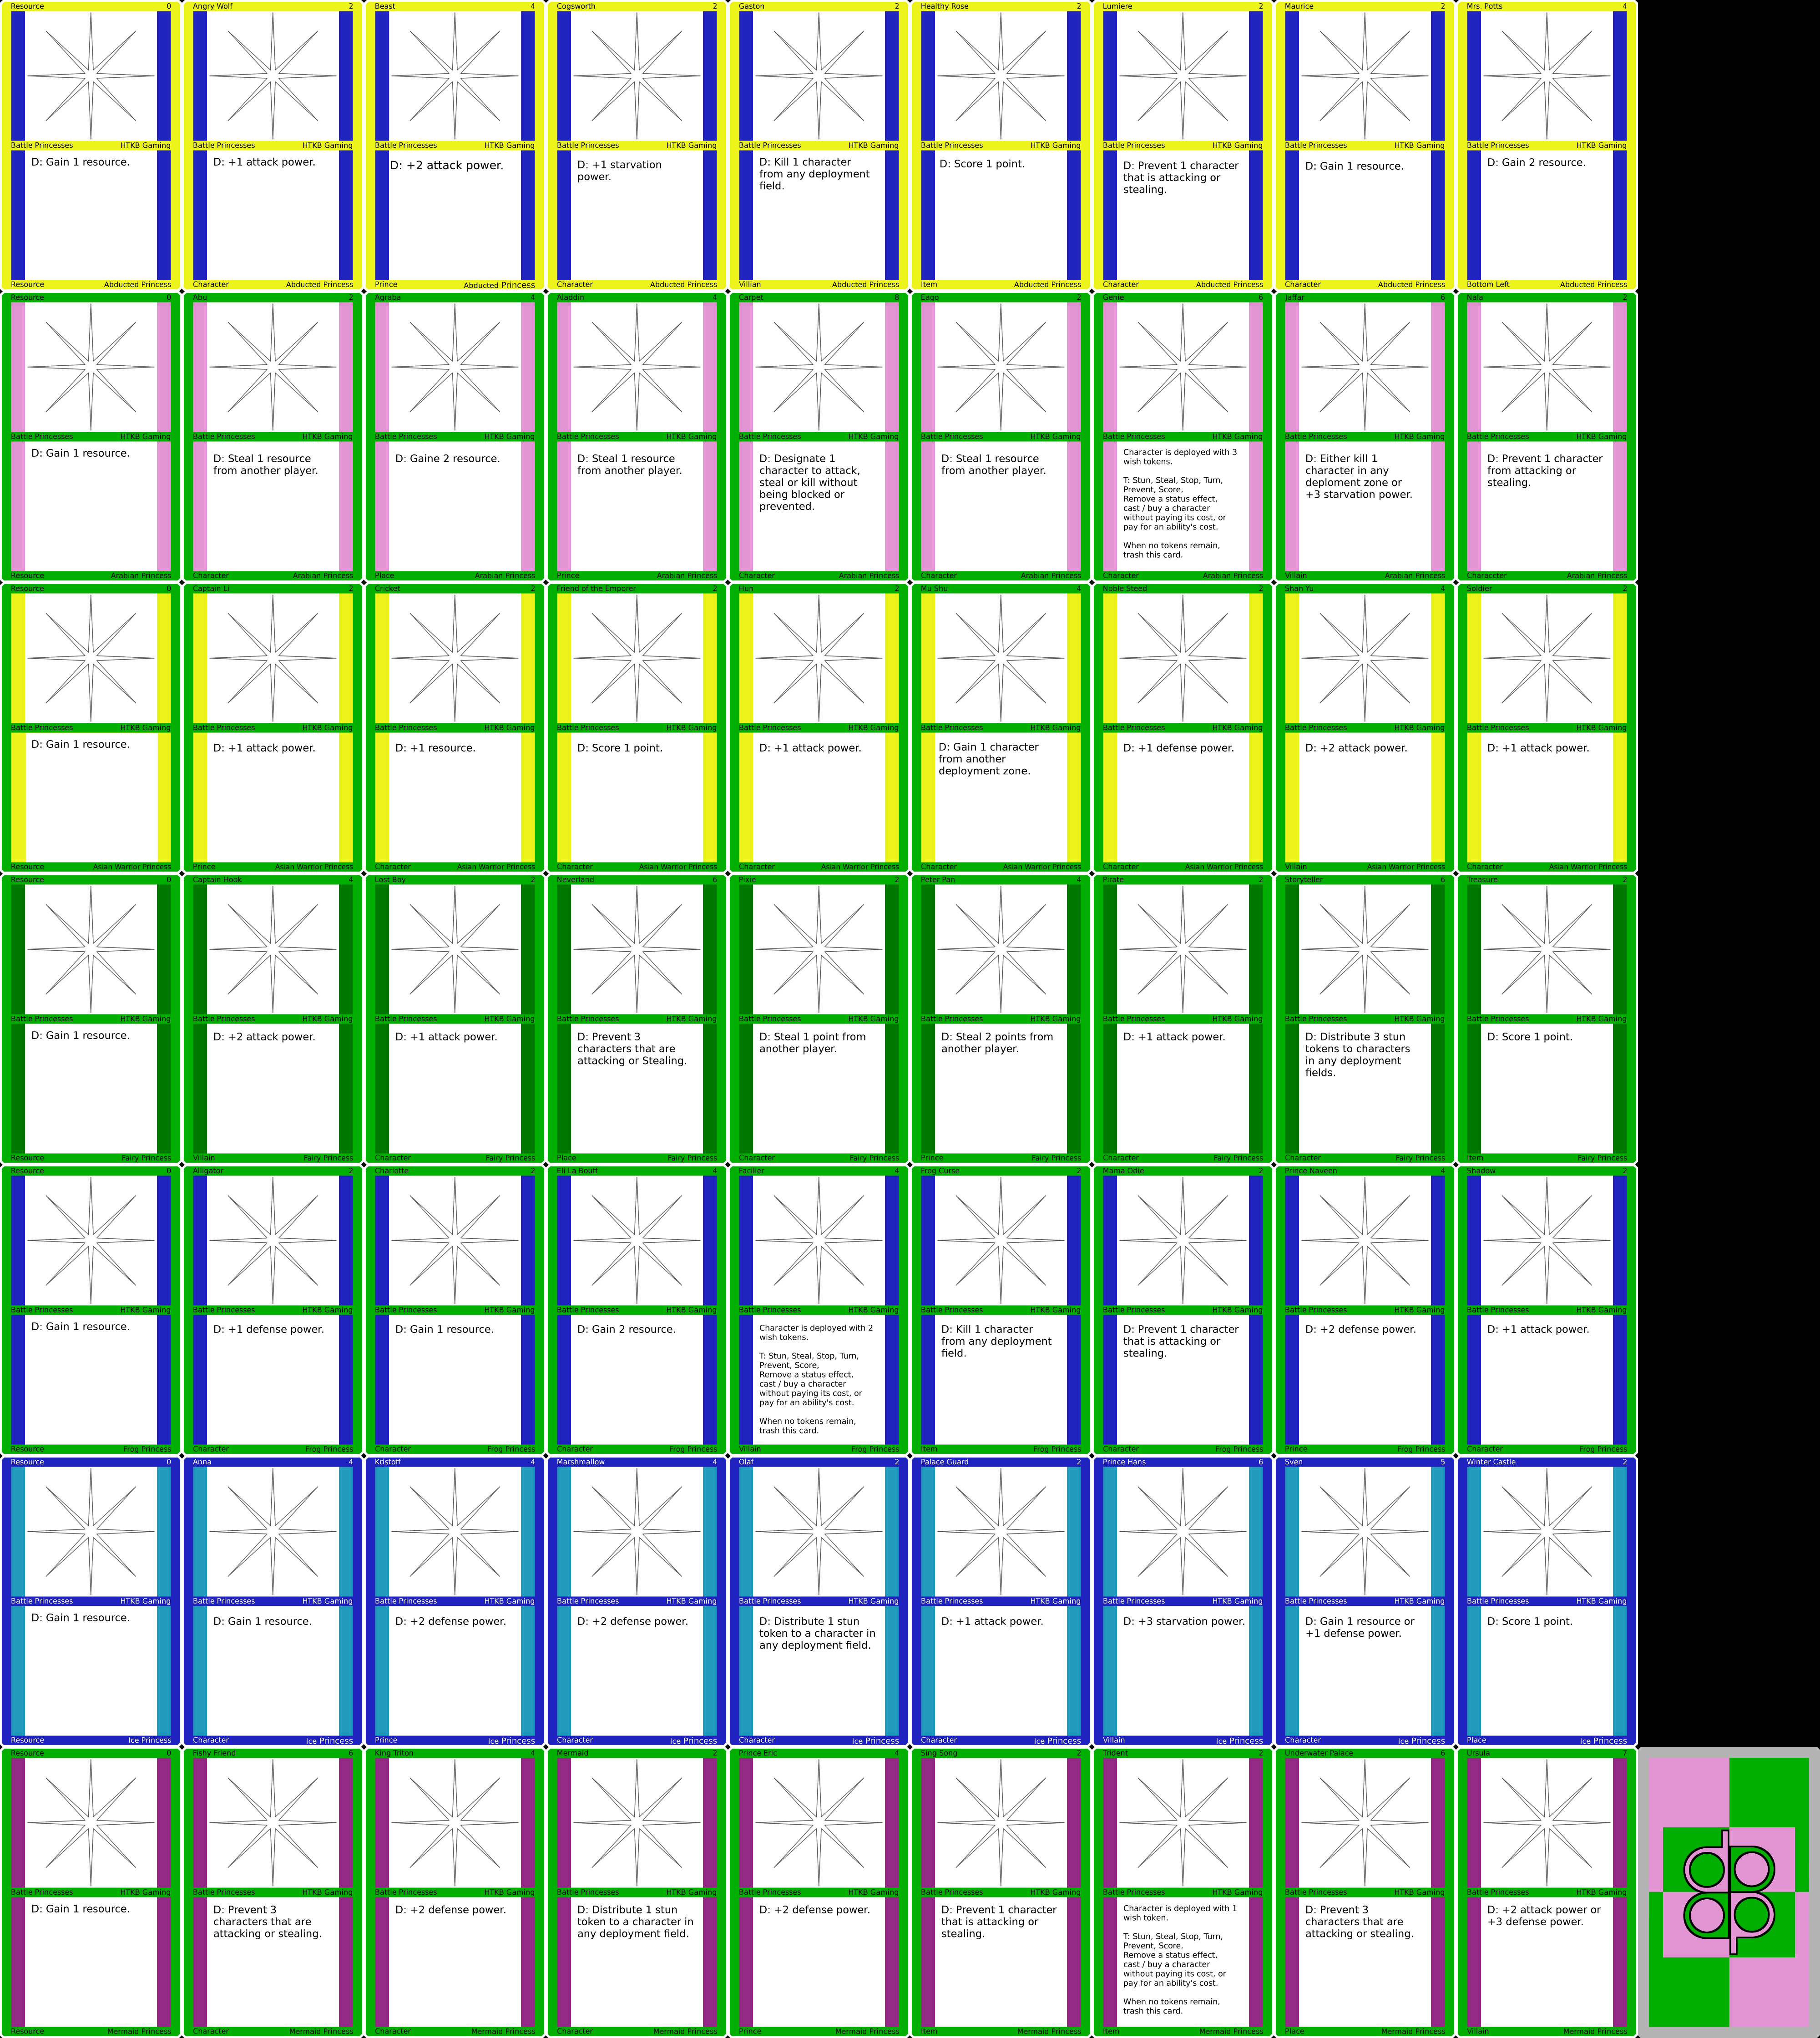 Resource 0
Battle Princesses HTKB Gaming
D: Gain 1 resource.
Resource Abducted Princess
Angry Wolf 2
Battle Princesses HTKB Gaming
D: +1 attack power.
Character Abducted Princess
Beast 4
Battle Princesses HTKB Gaming
D: +2 attack power.
Prince Abducted Princess
Cogsworth 2
Battle Princesses HTKB Gaming
D: +1 starvation
power.
Character Abducted Princess
Gaston 2
Battle Princesses HTKB Gaming
D: Kill 1 character
from any deployment
field.
Villian Abducted Princess
Healthy Rose 2
Battle Princesses HTKB Gaming
D: Score 1 point.
Item Abducted Princess
Lumiere 2
Battle Princesses HTKB Gaming
D: Prevent 1 character
that is attacking or
stealing.
Character Abducted Princess
Maurice 2
Battle Princesses HTKB Gaming
D: Gain 1 resource.
Character Abducted Princess
Mrs. Potts 4
Battle Princesses HTKB Gaming
D: Gain 2 resource.
Bottom Left Abducted Princess
Resource 0
Battle Princesses HTKB Gaming
D: Gain 1 resource.
Resource Arabian Princess
Abu 2
Battle Princesses HTKB Gaming
D: Steal 1 resource
from another player.
Character Arabian Princess
Agraba 4
Battle Princesses HTKB Gaming
D: Gaine 2 resource.
Place Arabian Princess
Aladdin 4
Battle Princesses HTKB Gaming
D: Steal 1 resource
from another player.
Prince Arabian Princess
Carpet 8
Battle Princesses HTKB Gaming
D: Designate 1
character to attack,
steal or kill without
being blocked or
prevented.
Character Arabian Princess
Eago 2
Battle Princesses HTKB Gaming
D: Steal 1 resource
from another player.
Character Arabian Princess
Genie 6
Battle Princesses HTKB Gaming
Character is deployed with 3
wish tokens.
T: Stun, Steal, Stop, Turn,
Prevent, Score,
Remove a status effect,
cast / buy a character
without paying its cost, or
pay for an ability's cost.
When no tokens remain,
trash this card.
Character Arabian Princess
Jaffar 6
Battle Princesses HTKB Gaming
D: Either kill 1
character in any
deploment zone or
+3 starvation power.
Villain Arabian Princess
Nala 2
Battle Princesses HTKB Gaming
D: Prevent 1 character
from attacking or
stealing.
Characcter Arabian Princess
Resource 0
Battle Princesses HTKB Gaming
D: Gain 1 resource.
Resource Asian Warrior Princess
Captain Li 2
Battle Princesses HTKB Gaming
D: +1 attack power.
Prince Asian Warrior Princess
Cricket 2
Battle Princesses HTKB Gaming
D: +1 resource.
Character Asian Warrior Princess
Friend of the Emporer 2
Battle Princesses HTKB Gaming
D: Score 1 point.
Character Asian Warrior Princess
Hun 2
Battle Princesses HTKB Gaming
D: +1 attack power.
Character Asian Warrior Princess
Mu Shu 4
Battle Princesses HTKB Gaming
D: Gain 1 character
from another
deployment zone.
Character Asian Warrior Princess
Noble Steed 2
Battle Princesses HTKB Gaming
D: +1 defense power.
Character Asian Warrior Princess
Shan Yu 4
Battle Princesses HTKB Gaming
D: +2 attack power.
Villain Asian Warrior Princess
Soldier 2
Battle Princesses HTKB Gaming
D: +1 attack power.
Character Asian Warrior Princess
Resource 0
Battle Princesses HTKB Gaming
D: Gain 1 resource.
Resource Fairy Princess
Captain Hook 4
Battle Princesses HTKB Gaming
D: +2 attack power.
Villain Fairy Princess
Lost Boy 2
Battle Princesses HTKB Gaming
D: +1 attack power.
Character Fairy Princess
Neverland 6
Battle Princesses HTKB Gaming
D: Prevent 3
characters that are
attacking or Stealing.
Place Fairy Princess
Pixie 2
Battle Princesses HTKB Gaming
D: Steal 1 point from
another player.
Character Fairy Princess
Peter Pan 4
Battle Princesses HTKB Gaming
D: Steal 2 points from
another player.
Prince Fairy Princess
Pirate 2
Battle Princesses HTKB Gaming
D: +1 attack power.
Character Fairy Princess
Storyteller 6
Battle Princesses HTKB Gaming
D: Distribute 3 stun
tokens to characters
in any deployment
fields.
Character Fairy Princess
Treasure 2
Battle Princesses HTKB Gaming
D: Score 1 point.
Item Fairy Princess
Resource 0
Battle Princesses HTKB Gaming
D: Gain 1 resource.
Resource Frog Princess
Alligator 2
Battle Princesses HTKB Gaming
D: +1 defense power.
Character Frog Princess
Charlotte 2
Battle Princesses HTKB Gaming
D: Gain 1 resource.
Character Frog Princess
Eli La Bouff 4
Battle Princesses HTKB Gaming
D: Gain 2 resource.
Character Frog Princess
Facilier 4
Battle Princesses HTKB Gaming
Character is deployed with 2
wish tokens.
T: Stun, Steal, Stop, Turn,
Prevent, Score,
Remove a status effect,
cast / buy a character
without paying its cost, or
pay for an ability's cost.
When no tokens remain,
trash this card.
Villain Frog Princess
Frog Curse 2
Battle Princesses HTKB Gaming
D: Kill 1 character
from any deployment
field.
Item Frog Princess
Mama Odie 2
Battle Princesses HTKB Gaming
D: Prevent 1 character
that is attacking or
stealing.
Character Frog Princess
Prince Naveen 4
Battle Princesses HTKB Gaming
D: +2 defense power.
Prince Frog Princess
Shadow 2
Battle Princesses HTKB Gaming
D: +1 attack power.
Character Frog Princess
Resource 0
Battle Princesses HTKB Gaming
D: Gain 1 resource.
Resource Ice Princess
Anna 4
Battle Princesses HTKB Gaming
D: Gain 1 resource.
Character Ice Princess
Kristoff 4
Battle Princesses HTKB Gaming
D: +2 defense power.
Prince Ice Princess
Marshmallow 4
Battle Princesses HTKB Gaming
D: +2 defense power.
Character Ice Princess
Olaf 2
Battle Princesses HTKB Gaming
D: Distribute 1 stun
token to a character in
any deployment field.
Character Ice Princess
Palace Guard 2
Battle Princesses HTKB Gaming
D: +1 attack power.
Character Ice Princess
Prince Hans 6
Battle Princesses HTKB Gaming
D: +3 starvation power.
Villain Ice Princess
Sven 5
Battle Princesses HTKB Gaming
D: Gain 1 resource or
+1 defense power.
Character Ice Princess
Winter Castle 2
Battle Princesses HTKB Gaming
D: Score 1 point.
Place Ice Princess
Resource 0
Battle Princesses HTKB Gaming
D: Gain 1 resource.
Resource Mermaid Princess
Fishy Friend 6
Battle Princesses HTKB Gaming
D: Prevent 3
characters that are
attacking or stealing.
Character Mermaid Princess
King Triton 4
Battle Princesses HTKB Gaming
D: +2 defense power.
Character Mermaid Princess
Mermaid 2
Battle Princesses HTKB Gaming
D: Distribute 1 stun
token to a character in
any deployment field.
Character Mermaid Princess
Prince Eric 4
Battle Princesses HTKB Gaming
D: +2 defense power.
Prince Mermaid Princess
Sing Song 2
Battle Princesses HTKB Gaming
D: Prevent 1 character
that is attacking or
stealing.
Item Mermaid Princess
Trident 2
Battle Princesses HTKB Gaming
Character is deployed with 1
wish token.
T: Stun, Steal, Stop, Turn,
Prevent, Score,
Remove a status effect,
cast / buy a character
without paying its cost, or
pay for an ability's cost.
When no tokens remain,
trash this card.
Item Mermaid Princess
Underwater Palace 6
Battle Princesses HTKB Gaming
D: Prevent 3
characters that are
attacking or stealing.
Place Mermaid Princess
Ursula 7
Battle Princesses HTKB Gaming
D: +2 attack power or
+3 defense power.
Villain Mermaid Princess